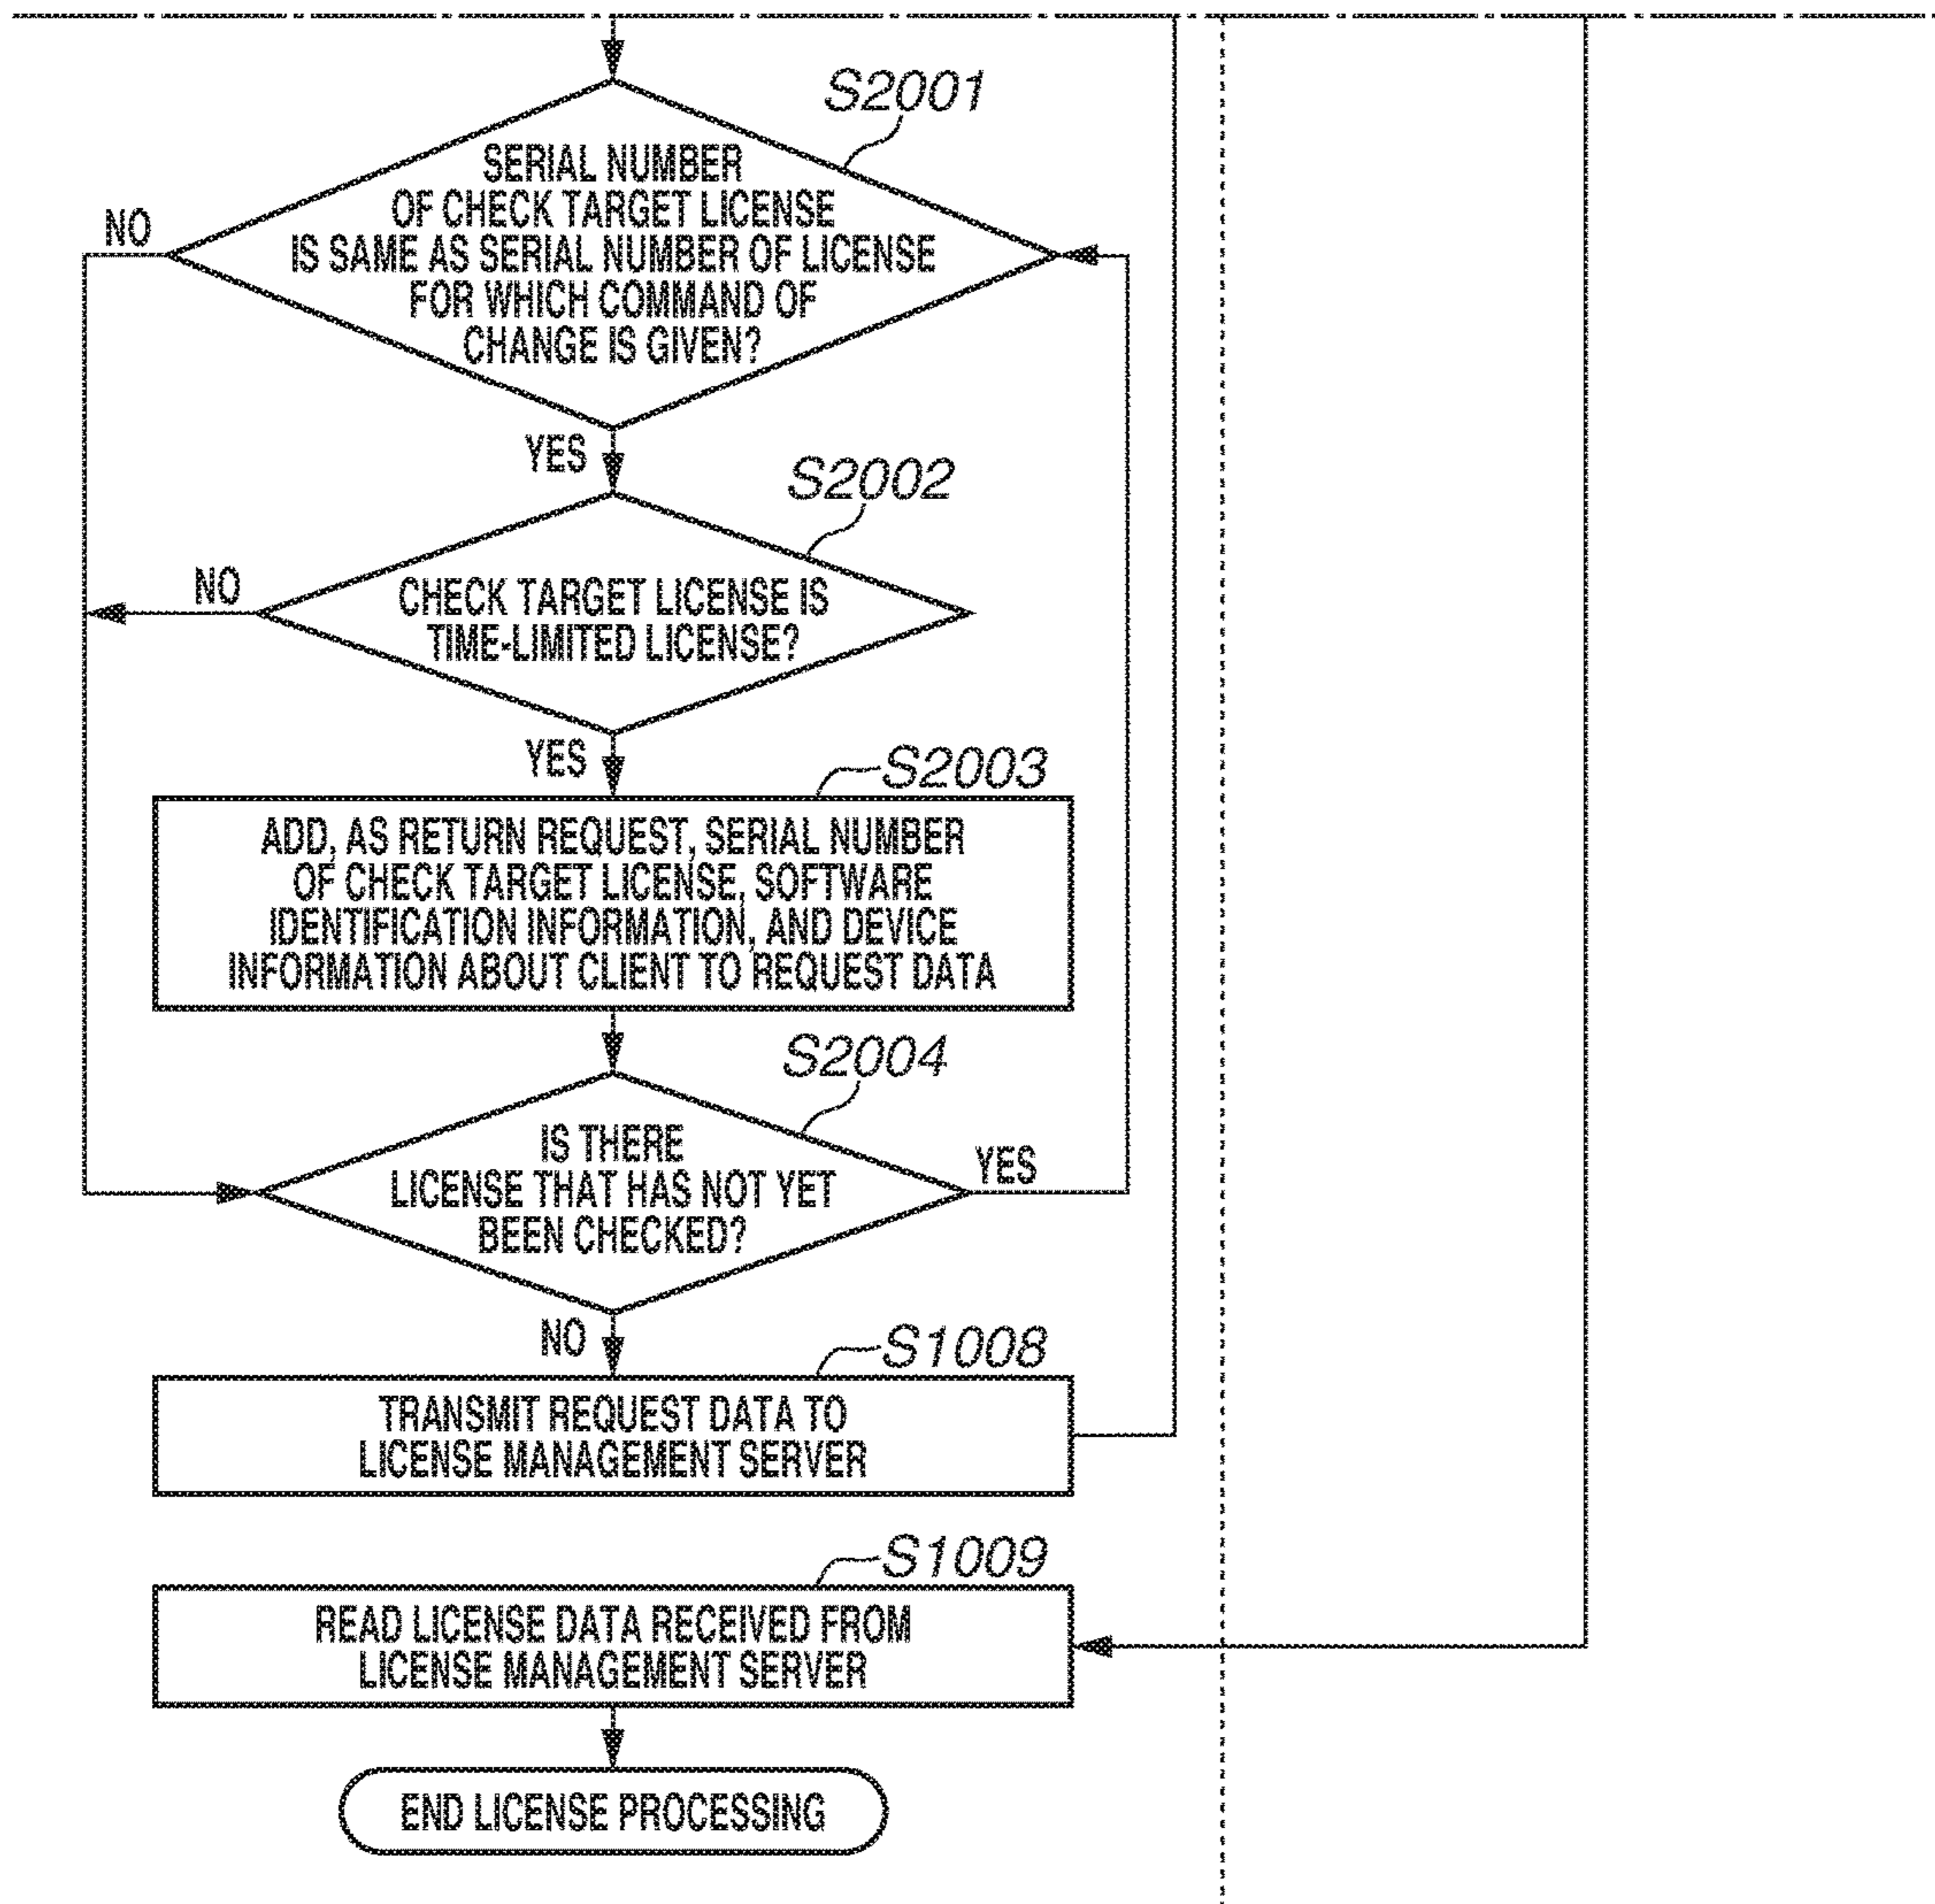 S2001
SERIAL NUMBER
OF CHECK TARGET LICENSE
IS SAME AS SERIAL NUMBER OF LICENSE
FOR WHICH COMMAND OF
CHANGE IS GIVEN?
NO
YES
S2002
CHECK TARGET LICENSE IS
TIME-LIMITED LICENSE?
NO
YES
S2003
ADD, AS RETURN REQUEST, SERIAL NUMBER
OF CHECK TARGET LICENSE, SOFTWARE
IDENTIFICATION INFORMATION, AND DEVICE
INFORMATION ABOUT CLIENT TO REQUEST DATA
S2004
IS THERE
LICENSE THAT HAS NOT YET
BEEN CHECKED?
YES
NO
S1008
TRANSMIT REQUEST DATA TO
LICENSE MANAGEMENT SERVER
S1009
READ LICENSE DATA RECEIVED FROM
LICENSE MANAGEMENT SERVER
END LICENSE PROCESSING